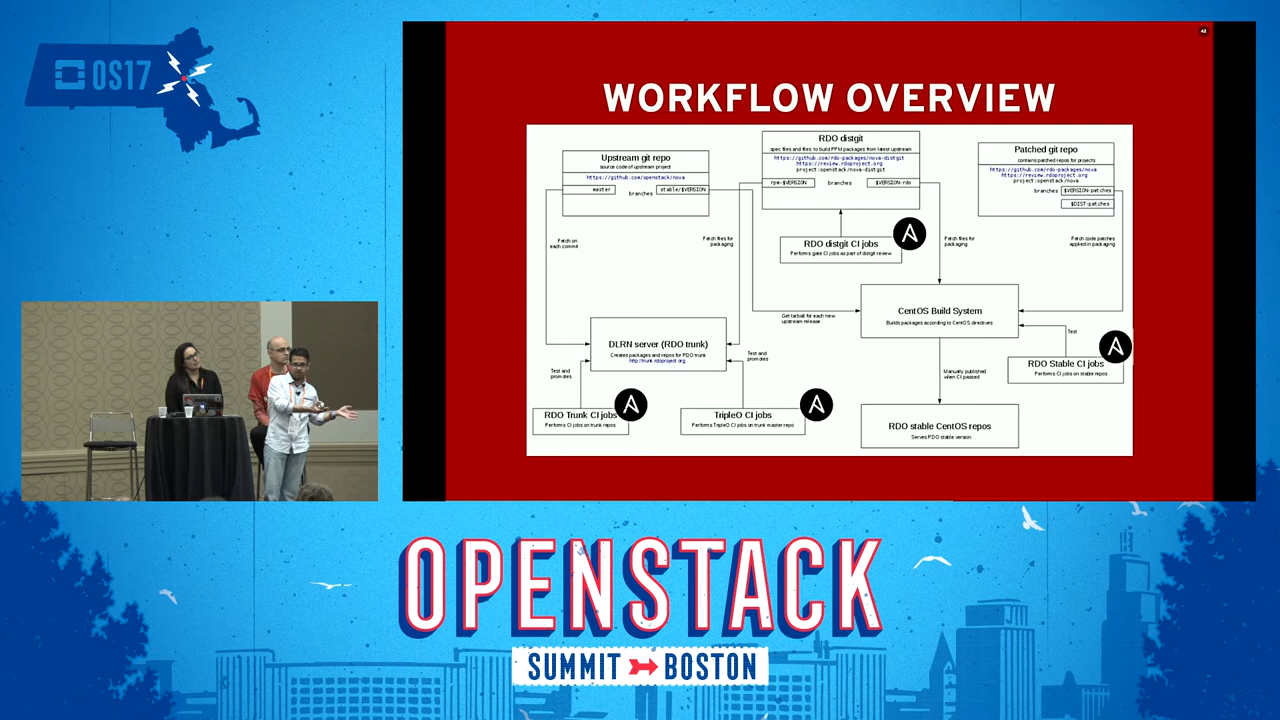 OS17
42
WORKFLOW OVERVIEW
RDO distgit
spec files and files to build RPM packages from latest upstream
https://github.com/rdo-packages/nova-distgit
https://review.rdoproject.org
project:openstack/nova-distgit
rpm-$VERSION
branches
$VERSION-rdo
Upstream git repo
source code of upstream project
https://github.com/openstack/nova
master
branches
stable/$VERSION
Patched git repo
contains patched repos for projects
https://github.com/rdo-packages/nova
https://review.rdoproject.org
project:openstack/nova
branches
$VERSION-patches
$DIST-patches
Fetch on
each commit
Fetch files for
packaging
RDO distgit CI jobs
Performs gate CI jobs as part of distgit review
Fetch files for
packaging
Fetch code patches
applied in packaging
Get tarball for each new
upstream release
CentOS Build System
Builds packages according to CentOS directives
DLRN server (RDO trunk)
Creates packages and repos for RDO trunk
http://trunk.rdoproject.org
Test and
promotes
Test and
promotes
Test
RDO Stable CI jobs
Performs CI jobs on stable repos
Manually published
when CI passed
RDO Trunk CI jobs
Performs CI jobs on trunk repos
TripleO CI jobs
Performs TripleO CI jobs on trunk master repo
RDO stable CentOS repos
Serves RDO stable version
OPENSTACK
SUMMIT BOSTON